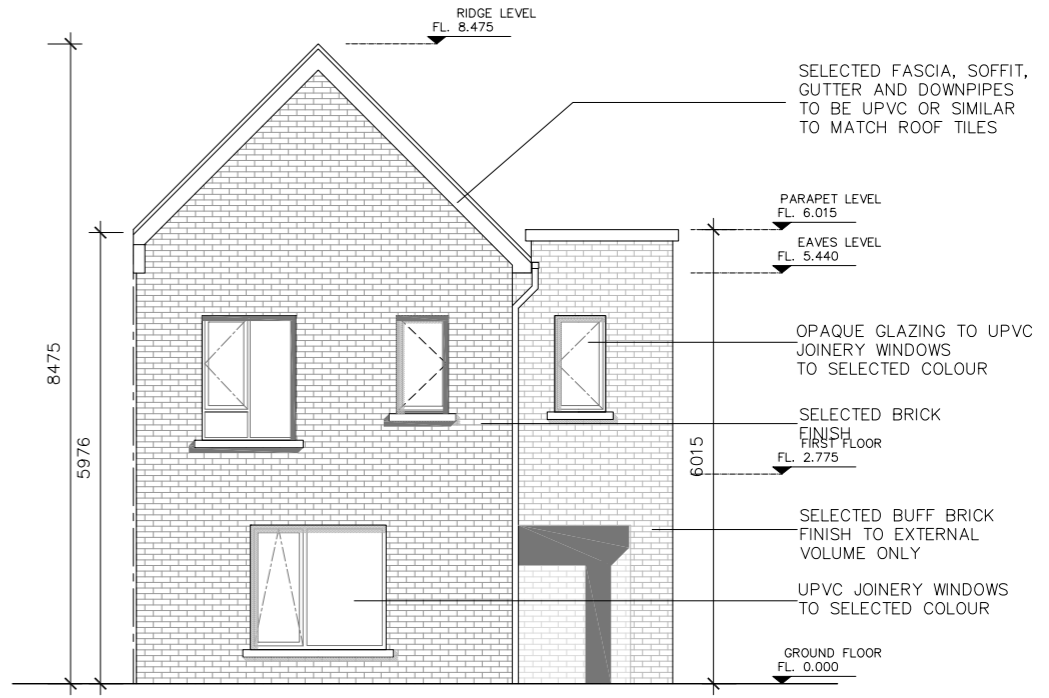 RIDGE LEVEL
FL. 8.475
SELECTED FASCIA, SOFFIT,
GUTTER AND DOWNPIPES
TO BE UPVC OR SIMILAR
TO MATCH ROOF TILES
PARAPET LEVEL
FL. 6.015
EAVES LEVEL
FL. 5.440
OPAQUE GLAZING TO UPVC
JOINERY WINDOWS
TO SELECTED COLOUR
8475
SELECTED BRICK
FINISH
FIRST FLOOR
FL. 2.775
5976
6015
SELECTED BUFF BRICK
FINISH TO EXTERNAL
VOLUME ONLY
UPVC JOINERY WINDOWS
TO SELECTED COLOUR
GROUND FLOOR
FL. 0.000